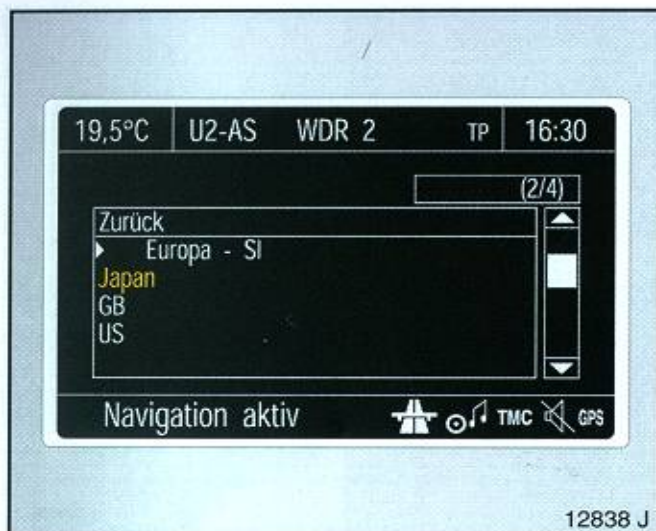 19,5°C U2-AS WDR 2 TP 16:30
(2/4)
Zurück
Europa - SI
Japan
GB
US
Navigation aktiv TMC GPS
12838 J